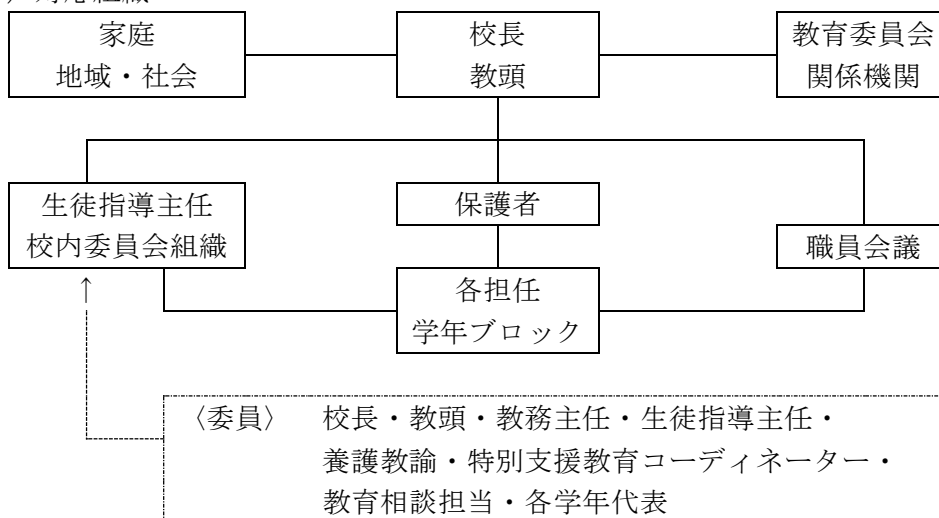 家庭
地域・社会
校長
教頭
教育委員会
関係機関
生徒指導主任
校内委員会組織
保護者
職員会議
各担任
学年ブロック
↑
〈委員〉 校長・教頭・教務主任・生徒指導主任・
養護教諭・特別支援教育コーディネーター・
教育相談担当・各学年代表